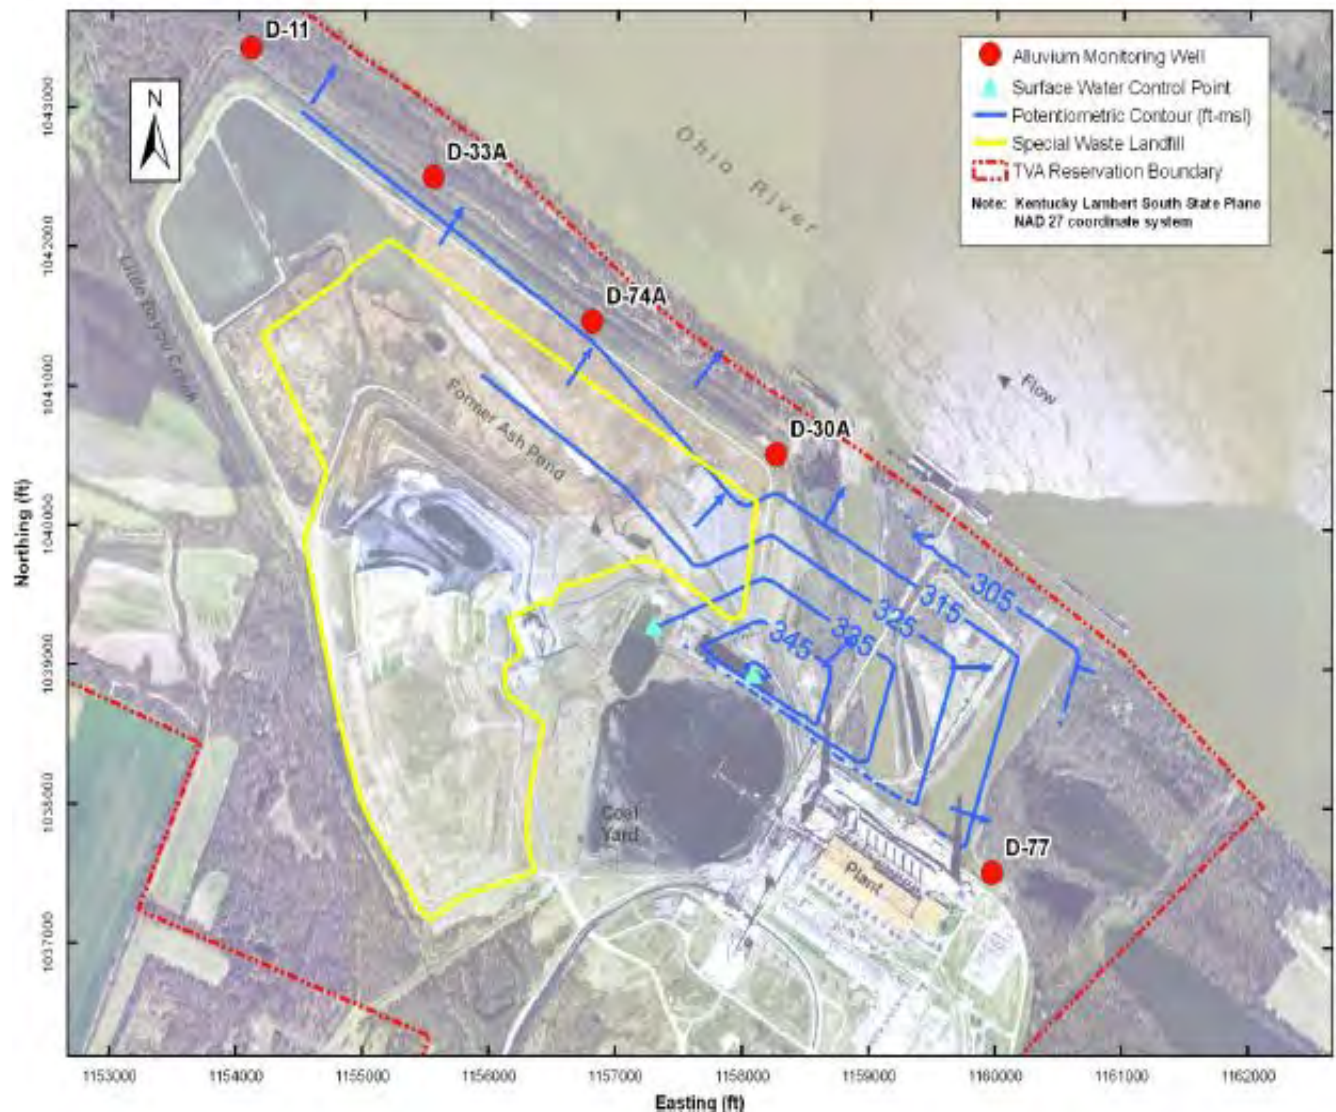 D-11
Alluvium Monitoring Well
Surface Water Control Point
Potentiometric Contour (ft-msl)
Special Waste Landfill
TVA Reservation Boundary
Note: Kentucky Lambert South State Plane
NAD 27 coordinate system
N
Ohio River
D-33A
Little Bayou Creek
D-74A
Flow
Former Ash Pond
D-30A
305
315
325
335
345
Coal
Yard
Plant
D-77
Northing (ft)
1043000
1042000
1041000
1040000
1039000
1038000
1037000
1153000 1154000 1155000 1156000 1157000 1158000 1159000 1160000 1161000 1162000
Easting (ft)